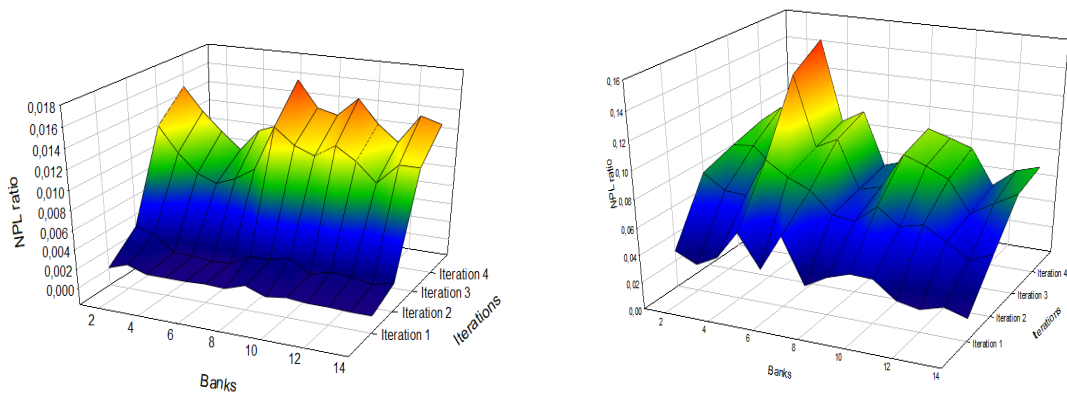 0,018
0,016
0,014
0,012
0,010
0,008
0,006
0,004
0,002
0,000
NPL ratio
2
4
6
8
10
12
14
Banks
Iteration 1
Iteration 2
Iteration 3
Iteration 4
Iterations
0,16
0,14
0,12
0,10
0,08
0,06
0,04
0,02
0,00
NPL ratio
2
4
6
8
10
12
14
Banks
Iteration 1
Iteration 2
Iteration 3
Iteration 4
Iterations